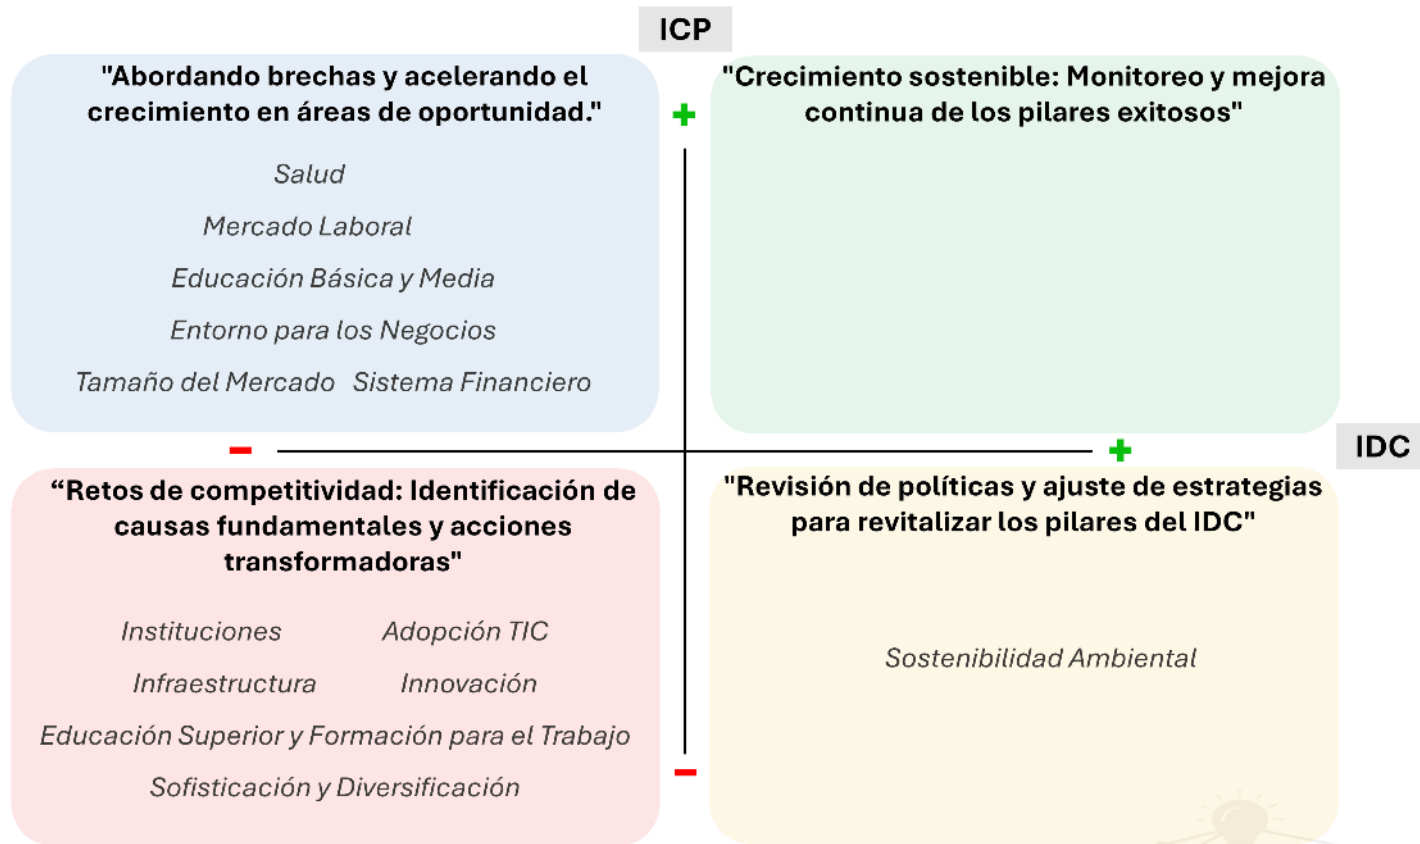 ICP
"Abordando brechas y acelerando el
crecimiento en áreas de oportunidad."
Salud
Mercado Laboral
Educación Básica y Media
Entorno para los Negocios
Tamaño del Mercado Sistema Financiero
+
"Crecimiento sostenible: Monitoreo y mejora
continua de los pilares exitosos"
-
+
IDC
“Retos de competitividad: Identificación de
causas fundamentales y acciones
transformadoras"
Instituciones Adopción TIC
Infraestructura Innovación
Educación Superior y Formación para el Trabajo
Sofisticación y Diversificación
-
"Revisión de políticas y ajuste de estrategias
para revitalizar los pilares del IDC"
Sostenibilidad Ambiental